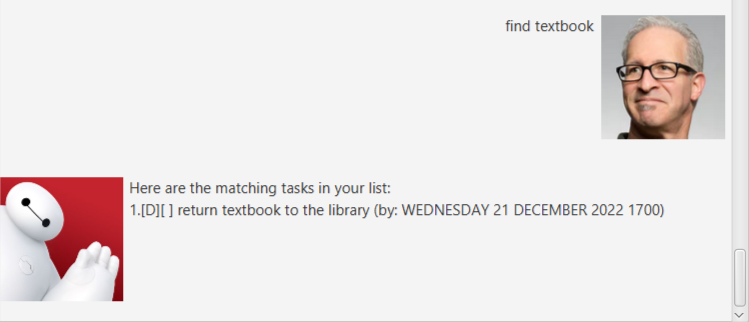 find textbook
Here are the matching tasks in your list:
1.[D][ ] return textbook to the library (by: WEDNESDAY 21 DECEMBER 2022 1700)